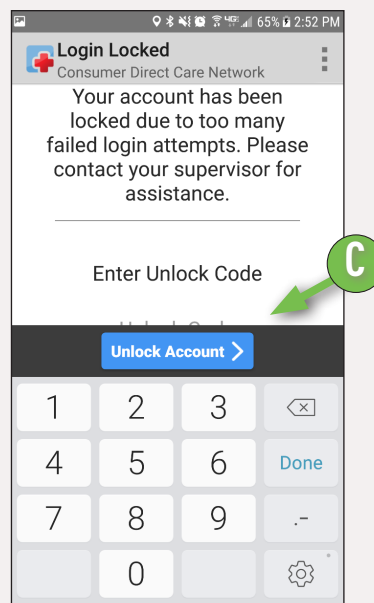 65% 2:52 PM
Login Locked
Consumer Direct Care Network
Your account has been
locked due to too many
failed login attempts. Please
contact your supervisor for
assistance.
Enter Unlock Code
C
Unlock Account
1 2 3
4 5 6 Done
7 8 9 .-
0